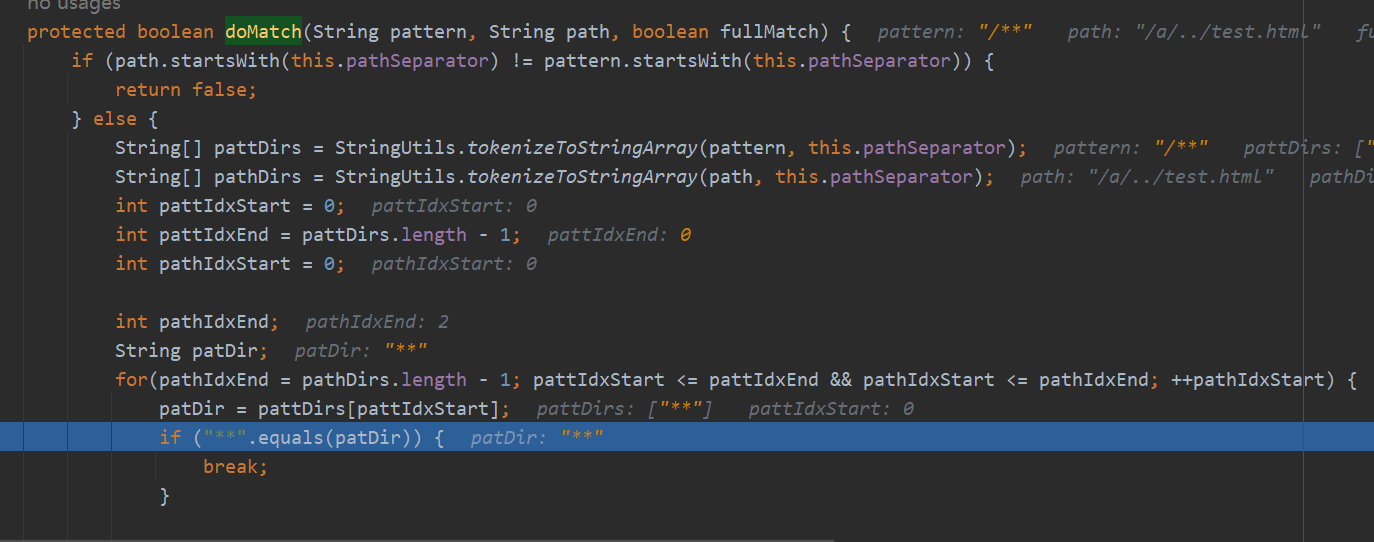 no usages
protected boolean doMatch(String pattern, String path, boolean fullMatch) { pattern: "/**" path: "/a/../test.html" fu
if (path.startsWith(this.pathSeparator) != pattern.startsWith(this.pathSeparator)) {
return false;
} else {
String[] pattDirs = StringUtils.tokenizeToStringArray(pattern, this.pathSeparator); pattern: "/**" pattDirs: ["
String[] pathDirs = StringUtils.tokenizeToStringArray(path, this.pathSeparator); path: "/a/../test.html" pathDi
int pattIdxStart = 0; pattIdxStart: 0
int pattIdxEnd = pattDirs.length - 1; pattIdxEnd: 0
int pathIdxStart = 0; pathIdxStart: 0
int pathIdxEnd; pathIdxEnd: 2
String patDir; patDir: "**"
for(pathIdxEnd = pathDirs.length - 1; pattIdxStart <= pattIdxEnd && pathIdxStart <= pathIdxEnd; ++pathIdxStart) {
patDir = pattDirs[pattIdxStart]; pattDirs: ["**"] pattIdxStart: 0
if ("**".equals(patDir)) { patDir: "**"
break;
}